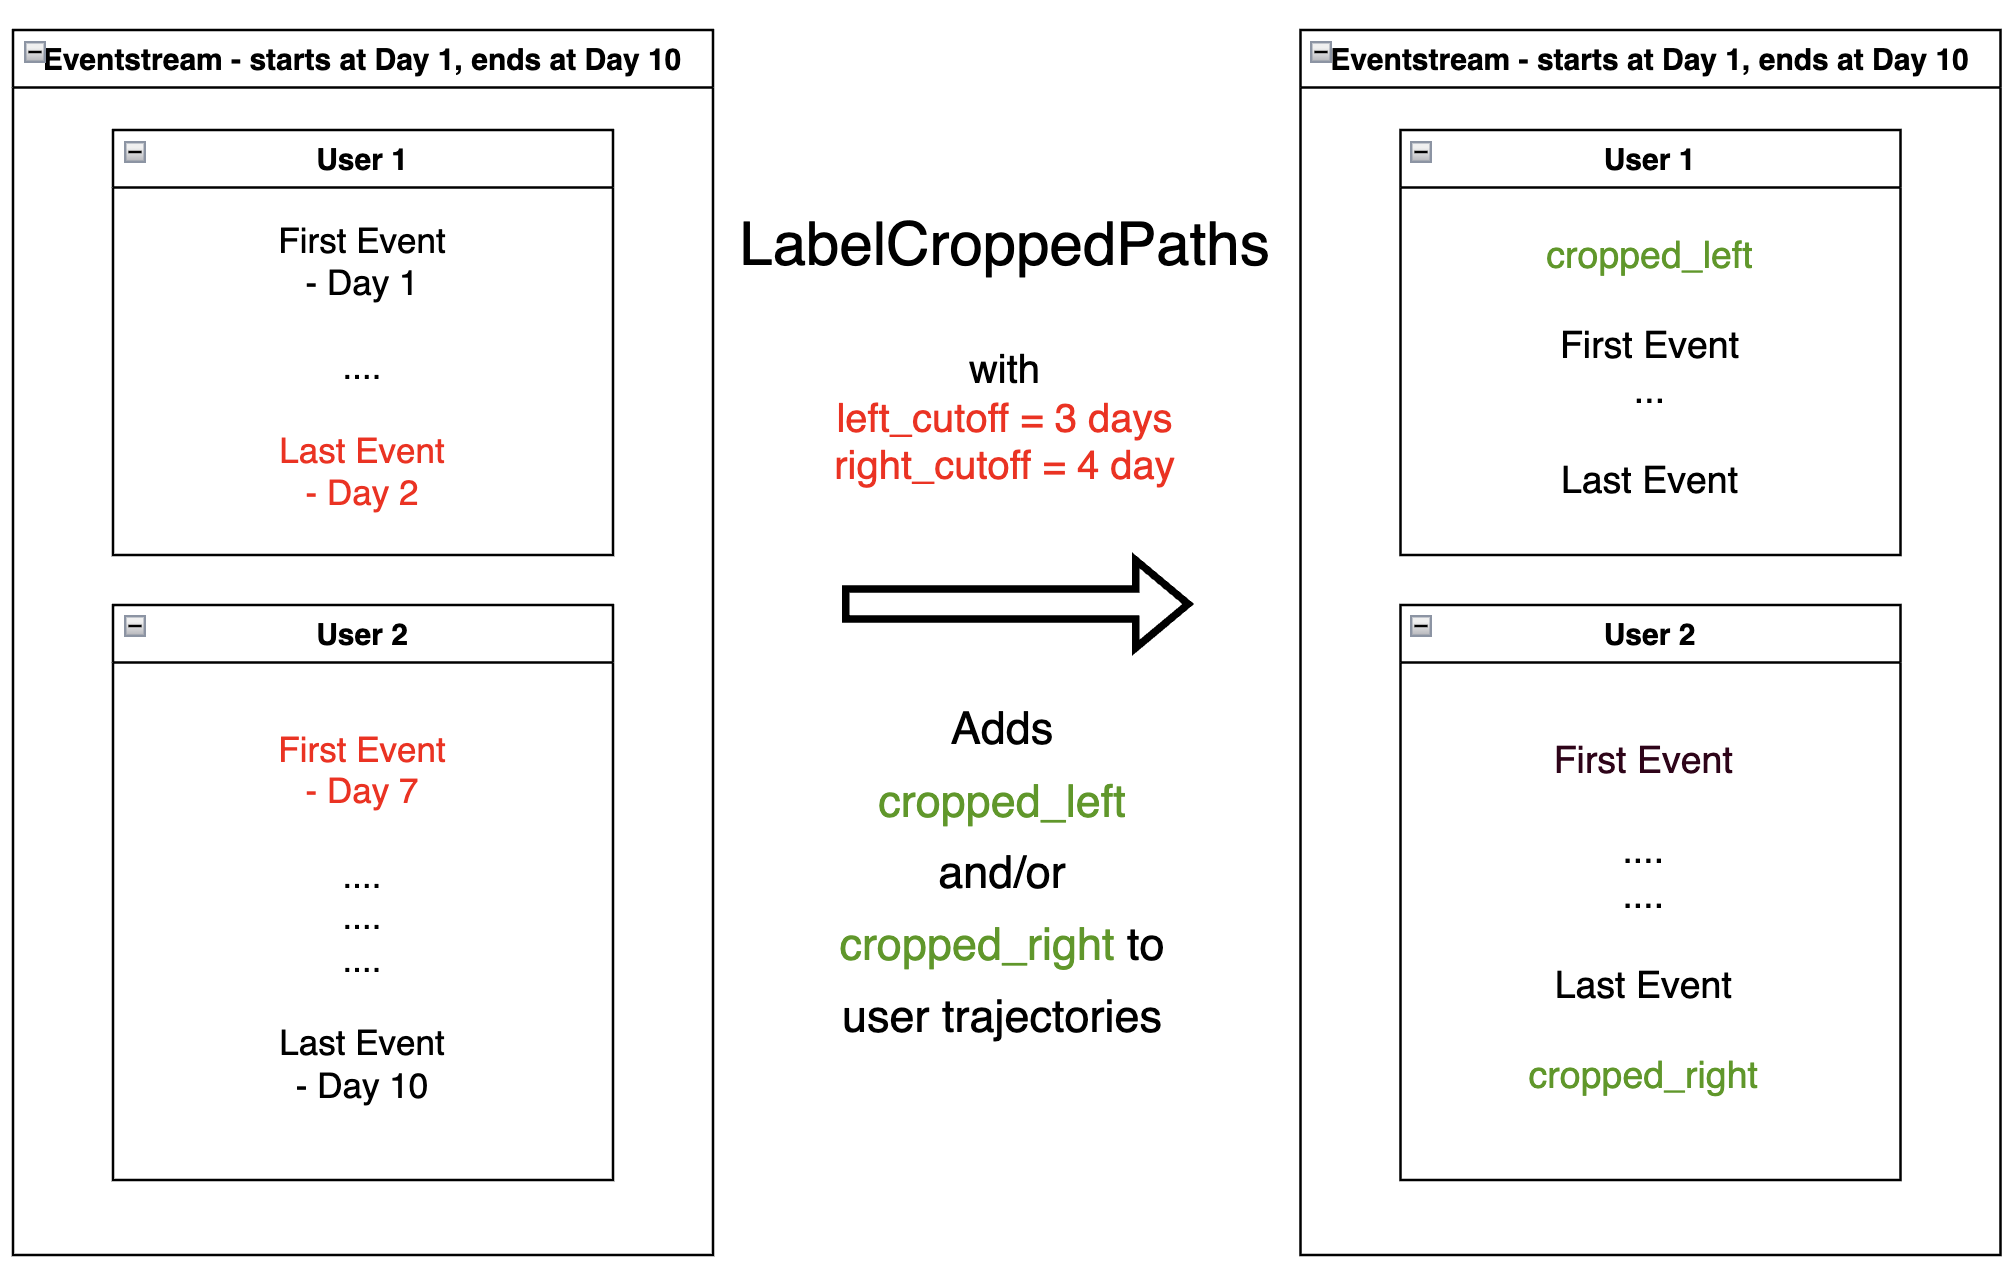 Eventstream - starts at Day 1, ends at Day 10
User 1
First Event
- Day 1
....
Last Event
- Day 2
User 2
First Event
- Day 7
....
....
....
Last Event
- Day 10
LabelCroppedPaths
with
left_cutoff = 3 days
right_cutoff = 4 day
Adds
cropped_left
and/or
cropped_right to
user trajectories
Eventstream - starts at Day 1, ends at Day 10
User 1
cropped_left
First Event
...
Last Event
User 2
First Event
....
....
Last Event
cropped_right